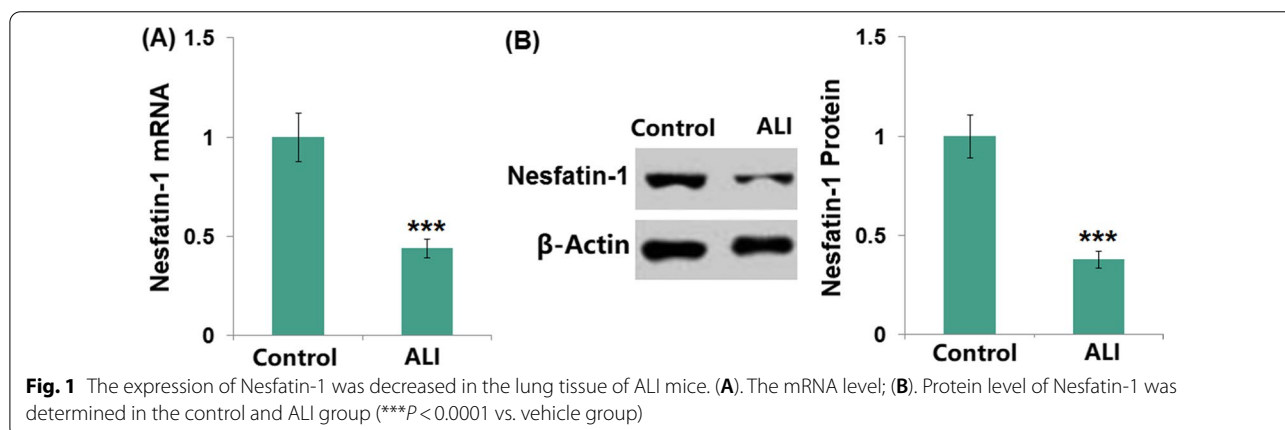 (A)
1.5
1
0.5
0
Nesfatin-1 mRNA
***
Control ALI
(B)
Control ALI
Nesfatin-1
β-Actin
1.5
1
0.5
0
Nesfatin-1 Protein
***
Control ALI
Fig. 1 The expression of Nesfatin-1 was decreased in the lung tissue of ALI mice. (A). The mRNA level; (B). Protein level of Nesfatin-1 was
determined in the control and ALI group (***P < 0.0001 vs. vehicle group)